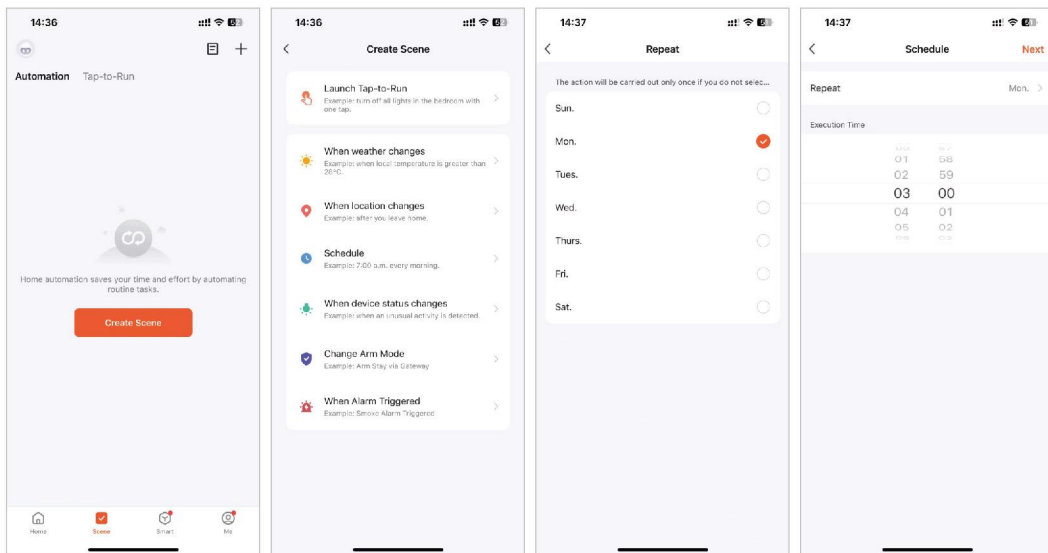 14:36
Automation Tap-to-Run
Home automation saves your time and effort by automating
routine tasks.
Create Scene
Home Scene Smart Me
14:36
Create Scene
Launch Tap-to-Run
Example: turn off all lights in the bedroom with
one tap.
When weather changes
Example: when local temperature is greater than
28°C.
When location changes
Example: after you leave home.
Schedule
Example: 7:00 a.m. every morning.
When device status changes
Example: when an unusual activity is detected.
Change Arm Mode
Example: Arm Stay via Gateway
When Alarm Triggered
Example: Smoke Alarm Triggered
14:37
Repeat
The action will be carried out only once if you do not selec...
Sun.
Mon.
Tues.
Wed.
Thurs.
Fri.
Sat.
14:37
Schedule Next
Repeat Mon.
Execution Time
01 58
02 59
03 00
04 01
05 02